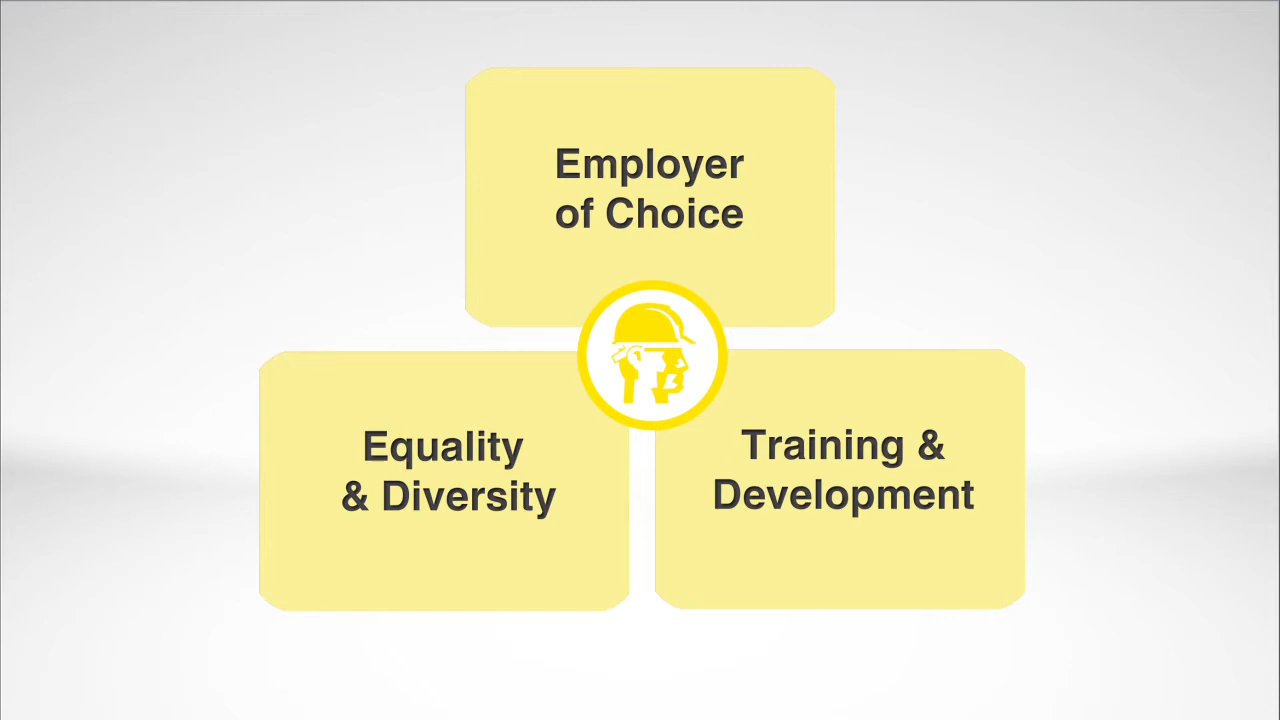 Employer
of Choice
Equality
& Diversity
Training &
Development